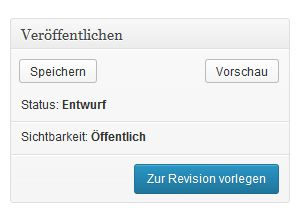 Veröffentlichen
Speichern Vorschau
Status: Entwurf
Sichtbarkeit: Öffentlich
Zur Revision vorlegen